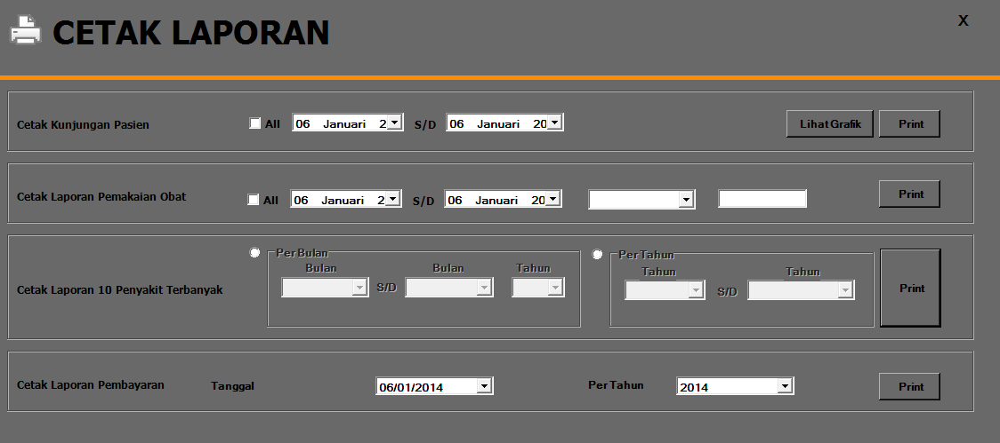 CETAK LAPORAN
X
Cetak Kunjungan Pasien All 06 Januari 2 S/D 06 Januari 20 Lihat Grafik Print
Cetak Laporan Pemakaian Obat All 06 Januari 2 S/D 06 Januari 20 Print
Per Bulan Per Tahun
Bulan Bulan Tahun Tahun Tahun
Cetak Laporan 10 Penyakit Terbanyak S/D S/D Print
Cetak Laporan Pembayaran Tanggal 06/01/2014 Per Tahun 2014 Print